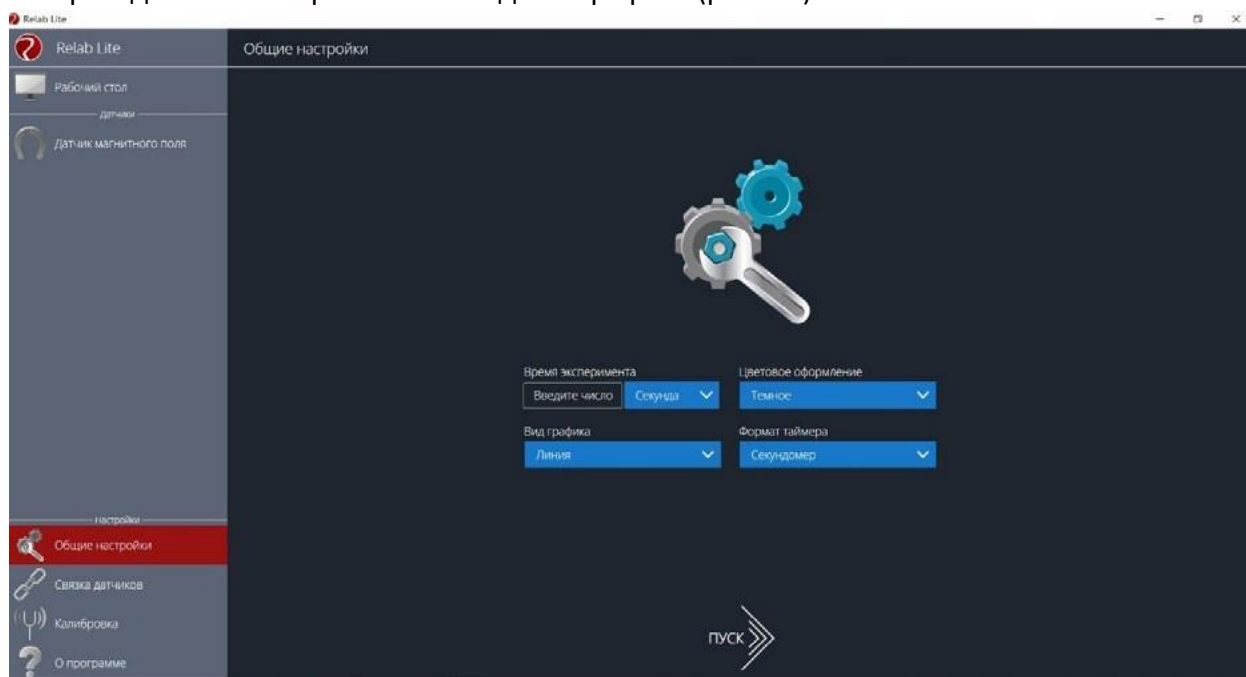 Relab Lite
Relab Lite
Общие настройки
Рабочий стол
Датчики
Датчик магнитного поля
Время эксперимента
Введите число
Секунда
Цветовое оформление
Темное
Вид графика
Линия
Формат таймера
Секундомер
Настройки
Общие настройки
Связка датчиков
Калибровка
О программе
ПУСК